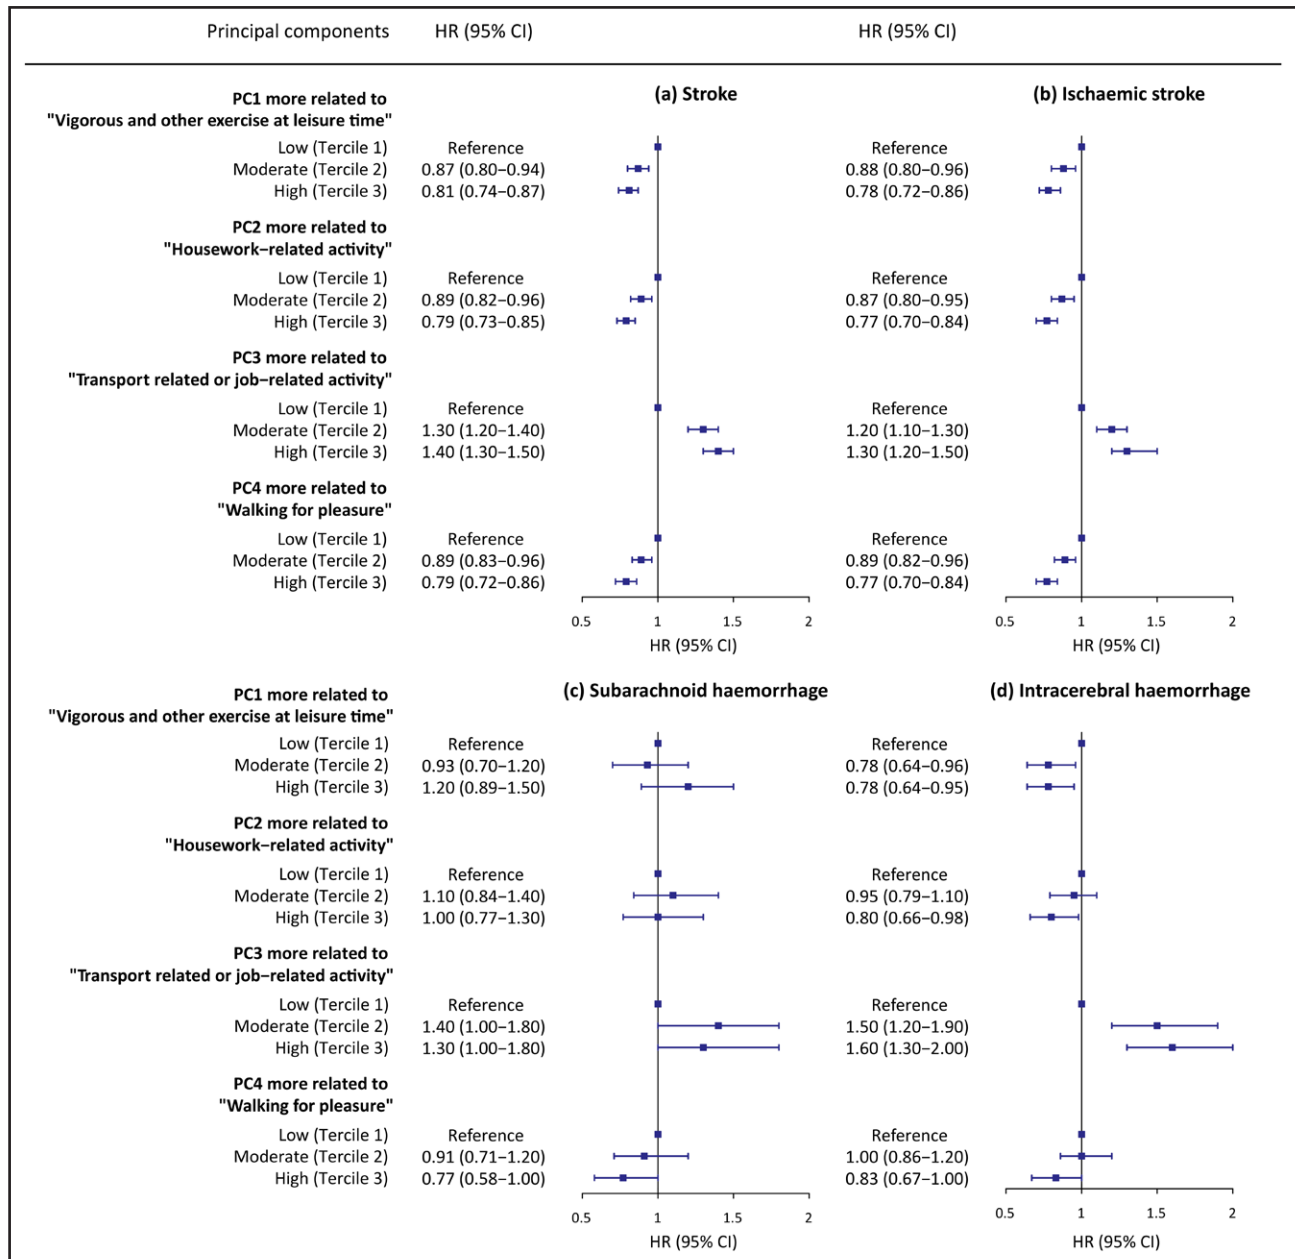 Principal components HR (95% CI) HR (95% CI)
PC1 more related to (a) Stroke (b) Ischaemic stroke
"Vigorous and other exercise at leisure time"
Low (Tercile 1) Reference Reference
Moderate (Tercile 2) 0.87 (0.80−0.94) 0.88 (0.80−0.96)
High (Tercile 3) 0.81 (0.74−0.87) 0.78 (0.72−0.86)
PC2 more related to
"Housework−related activity"
Low (Tercile 1) Reference Reference
Moderate (Tercile 2) 0.89 (0.82−0.96) 0.87 (0.80−0.95)
High (Tercile 3) 0.79 (0.73−0.85) 0.77 (0.70−0.84)
PC3 more related to
"Transport related or job−related activity"
Low (Tercile 1) Reference Reference
Moderate (Tercile 2) 1.30 (1.20−1.40) 1.20 (1.10−1.30)
High (Tercile 3) 1.40 (1.30−1.50) 1.30 (1.20−1.50)
PC4 more related to
"Walking for pleasure"
Low (Tercile 1) Reference Reference
Moderate (Tercile 2) 0.89 (0.83−0.96) 0.89 (0.82−0.96)
High (Tercile 3) 0.79 (0.72−0.86) 0.77 (0.70−0.84)
0.5 1 1.5 2 0.5 1 1.5 2
HR (95% CI) HR (95% CI)
PC1 more related to (c) Subarachnoid haemorrhage (d) Intracerebral haemorrhage
"Vigorous and other exercise at leisure time"
Low (Tercile 1) Reference Reference
Moderate (Tercile 2) 0.93 (0.70−1.20) 0.78 (0.64−0.96)
High (Tercile 3) 1.20 (0.89−1.50) 0.78 (0.64−0.95)
PC2 more related to
"Housework−related activity"
Low (Tercile 1) Reference Reference
Moderate (Tercile 2) 1.10 (0.84−1.40) 0.95 (0.79−1.10)
High (Tercile 3) 1.00 (0.77−1.30) 0.80 (0.66−0.98)
PC3 more related to
"Transport related or job−related activity"
Low (Tercile 1) Reference Reference
Moderate (Tercile 2) 1.40 (1.00−1.80) 1.50 (1.20−1.90)
High (Tercile 3) 1.30 (1.00−1.80) 1.60 (1.30−2.00)
PC4 more related to
"Walking for pleasure"
Low (Tercile 1) Reference Reference
Moderate (Tercile 2) 0.91 (0.71−1.20) 1.00 (0.86−1.20)
High (Tercile 3) 0.77 (0.58−1.00) 0.83 (0.67−1.00)
0.5 1 1.5 2 0.5 1 1.5 2
HR (95% CI) HR (95% CI)